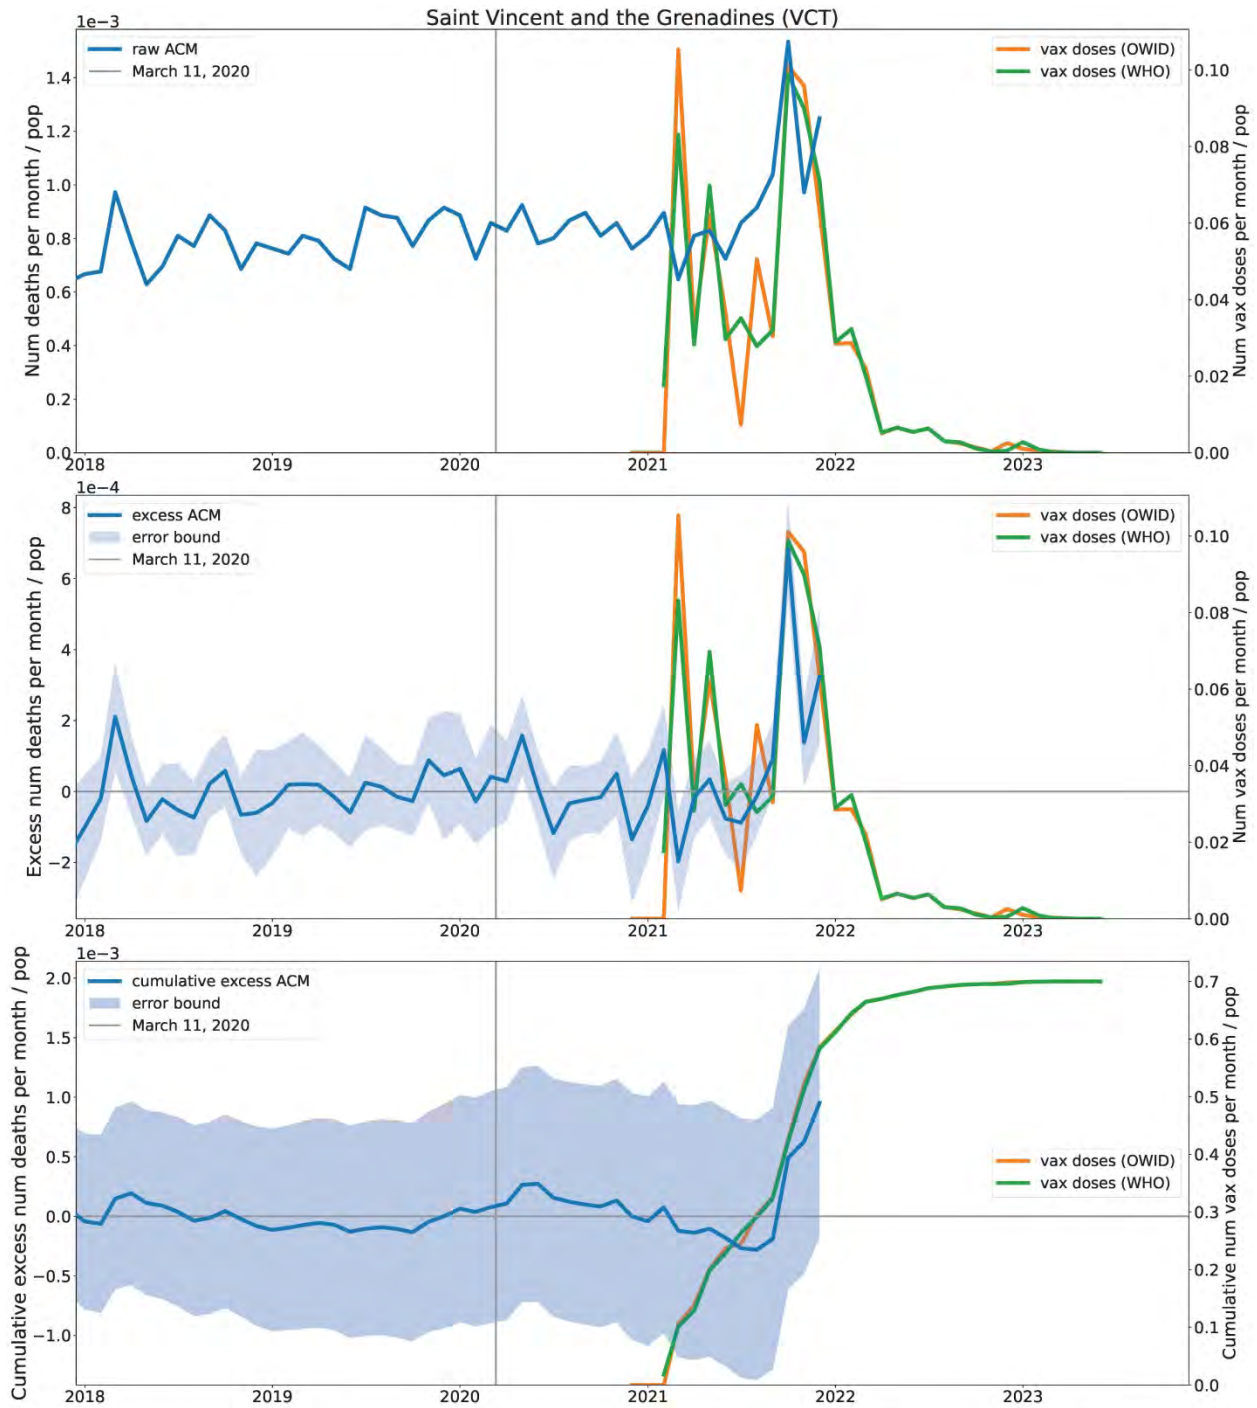 Saint Vincent and the Grenadines (VCT)
1e−3
raw ACM
March 11, 2020
vax doses (OWID)
vax doses (WHO)
Num deaths per month / pop
1.4
1.2
1.0
0.8
0.6
0.4
0.2
0.0
0.10
0.08
0.06
0.04
0.02
0.00
Num vax doses per month / pop
2018 2019 2020 2021 2022 2023
1e−4
excess ACM
error bound
March 11, 2020
vax doses (OWID)
vax doses (WHO)
Excess num deaths per month / pop
8
6
4
2
0
−2
0.10
0.08
0.06
0.04
0.02
0.00
Num vax doses per month / pop
2018 2019 2020 2021 2022 2023
1e−3
cumulative excess ACM
error bound
March 11, 2020
vax doses (OWID)
vax doses (WHO)
Cumulative excess num deaths per month / pop
2.0
1.5
1.0
0.5
0.0
−0.5
−1.0
0.7
0.6
0.5
0.4
0.3
0.2
0.1
0.0
Cumulative num vax doses per month / pop
2018 2019 2020 2021 2022 2023